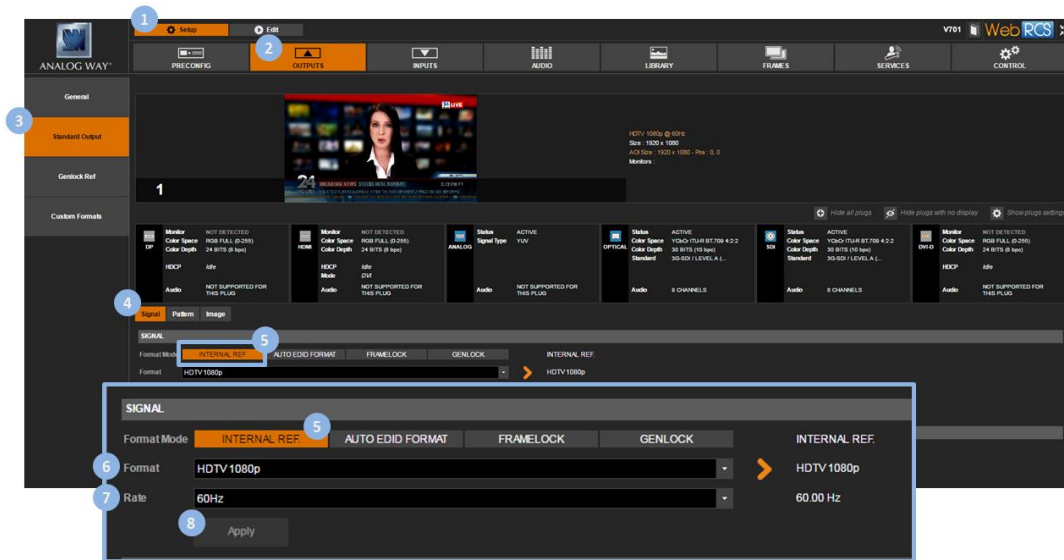 1
Setup
Edit
V701
Web RCS
ANALOG WAY
2
PRECONFIG
OUTPUTS
INPUTS
AUDIO
LIBRARY
FRAMES
SERVICES
CONTROL
General
3
Standard Output
Genlock Ref
Custom Formats
LIVE
24
BREAKING NEWS
1
HDTV 1080p @ 60Hz
Size : 1920 x 1080
AOI Size : 1920 x 1080 - Pos : 0, 0
Monitors :
Hide all plugs
Hide plugs with no display
Show plugs setting
DP
Monitor NOT DETECTED
Color Space RGB FULL (0-255)
Color Depth 24 BITS (8 bpc)
HDCP Idle
Audio NOT SUPPORTED FOR THIS PLUG
HDMI
Monitor NOT DETECTED
Color Space RGB FULL (0-255)
Color Depth 24 BITS (8 bpc)
HDCP Idle
Mode DVI
Audio NOT SUPPORTED FOR THIS PLUG
ANALOG
Status ACTIVE
Signal Type YUV
Audio NOT SUPPORTED FOR THIS PLUG
OPTICAL
Status ACTIVE
Color Space YCbCr ITU-R BT.709 4:2:2
Color Depth 30 BITS (10 bpc)
Standard 3G-SDI / LEVEL A (...
Audio 8 CHANNELS
SDI
Status ACTIVE
Color Space YCbCr ITU-R BT.709 4:2:2
Color Depth 30 BITS (10 bpc)
Standard 3G-SDI / LEVEL A (...
Audio 8 CHANNELS
DVI-D
Monitor NOT DETECTED
Color Space RGB FULL (0-255)
Color Depth 24 BITS (8 bpc)
HDCP Idle
Audio NOT SUPPORTED FOR THIS PLUG
4
Signal Pattern Image
SIGNAL
5
Format Mode INTERNAL REF. AUTO EDID FORMAT FRAMELOCK GENLOCK INTERNAL REF.
Format HDTV 1080p HDTV 1080p
SIGNAL
5
Format Mode INTERNAL REF. AUTO EDID FORMAT FRAMELOCK GENLOCK INTERNAL REF.
6 Format HDTV 1080p HDTV 1080p
7 Rate 60Hz 60.00 Hz
8
Apply